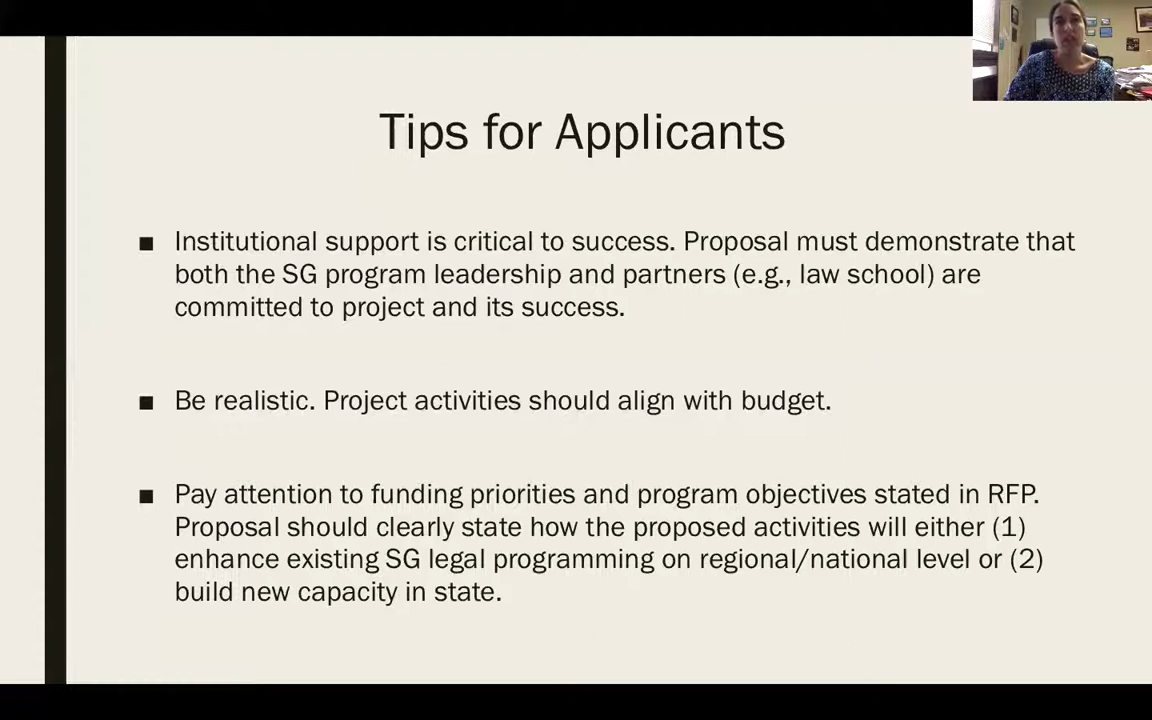 Tips for Applicants
■ Institutional support is critical to success. Proposal must demonstrate that
both the SG program leadership and partners (e.g., law school) are
committed to project and its success.
■ Be realistic. Project activities should align with budget.
■ Pay attention to funding priorities and program objectives stated in RFP.
Proposal should clearly state how the proposed activities will either (1)
enhance existing SG legal programming on regional/national level or (2)
build new capacity in state.